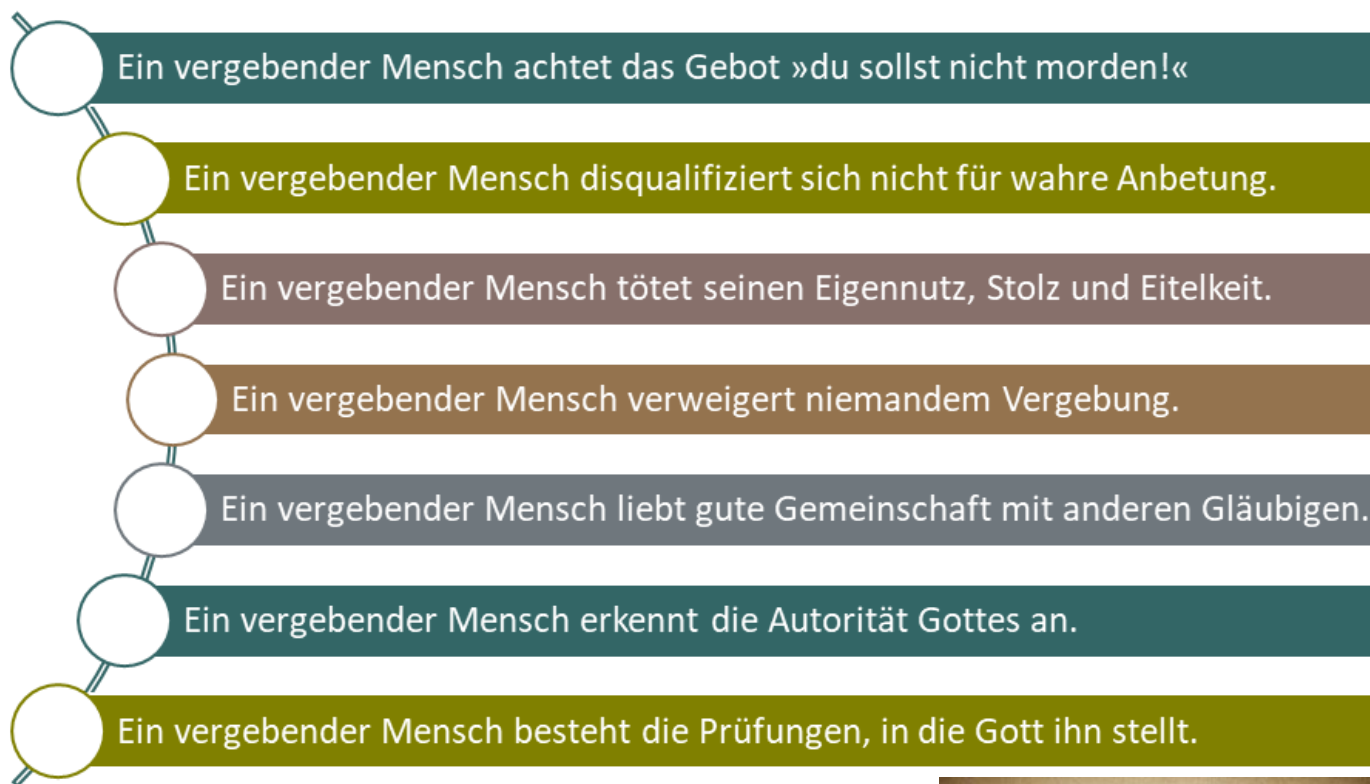 Ein vergebender Mensch achtet das Gebot »du sollst nicht morden!«
Ein vergebender Mensch disqualifiziert sich nicht für wahre Anbetung.
Ein vergebender Mensch tötet seinen Eigennutz, Stolz und Eitelkeit.
Ein vergebender Mensch verweigert niemandem Vergebung.
Ein vergebender Mensch liebt gute Gemeinschaft mit anderen Gläubigen.
Ein vergebender Mensch erkennt die Autorität Gottes an.
Ein vergebender Mensch besteht die Prüfungen, in die Gott ihn stellt.